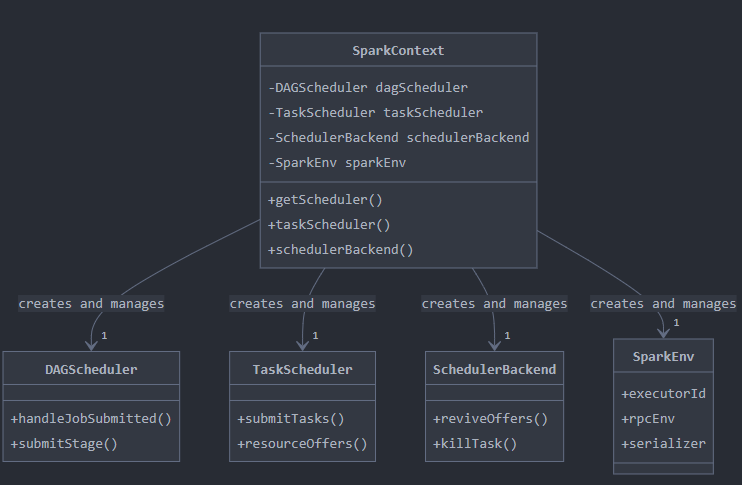 SparkContext
-DAGScheduler dagScheduler
-TaskScheduler taskScheduler
-SchedulerBackend schedulerBackend
-SparkEnv sparkEnv
+getScheduler()
+taskScheduler()
+schedulerBackend()
creates and manages
creates and manages
creates and manages
creates and manages
1
1
1
1
DAGScheduler
+handleJobSubmitted()
+submitStage()
TaskScheduler
+submitTasks()
+resourceOffers()
SchedulerBackend
+reviveOffers()
+killTask()
SparkEnv
+executorId
+rpcEnv
+serializer